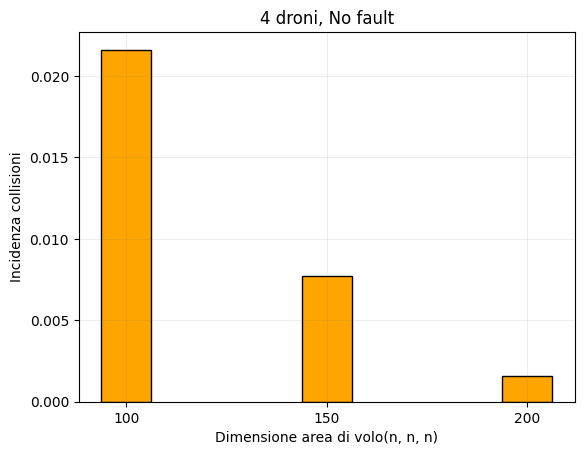 4 droni, No fault
Incidenza collisioni
0.020
0.015
0.010
0.005
0.000
100 150 200
Dimensione area di volo(n, n, n)